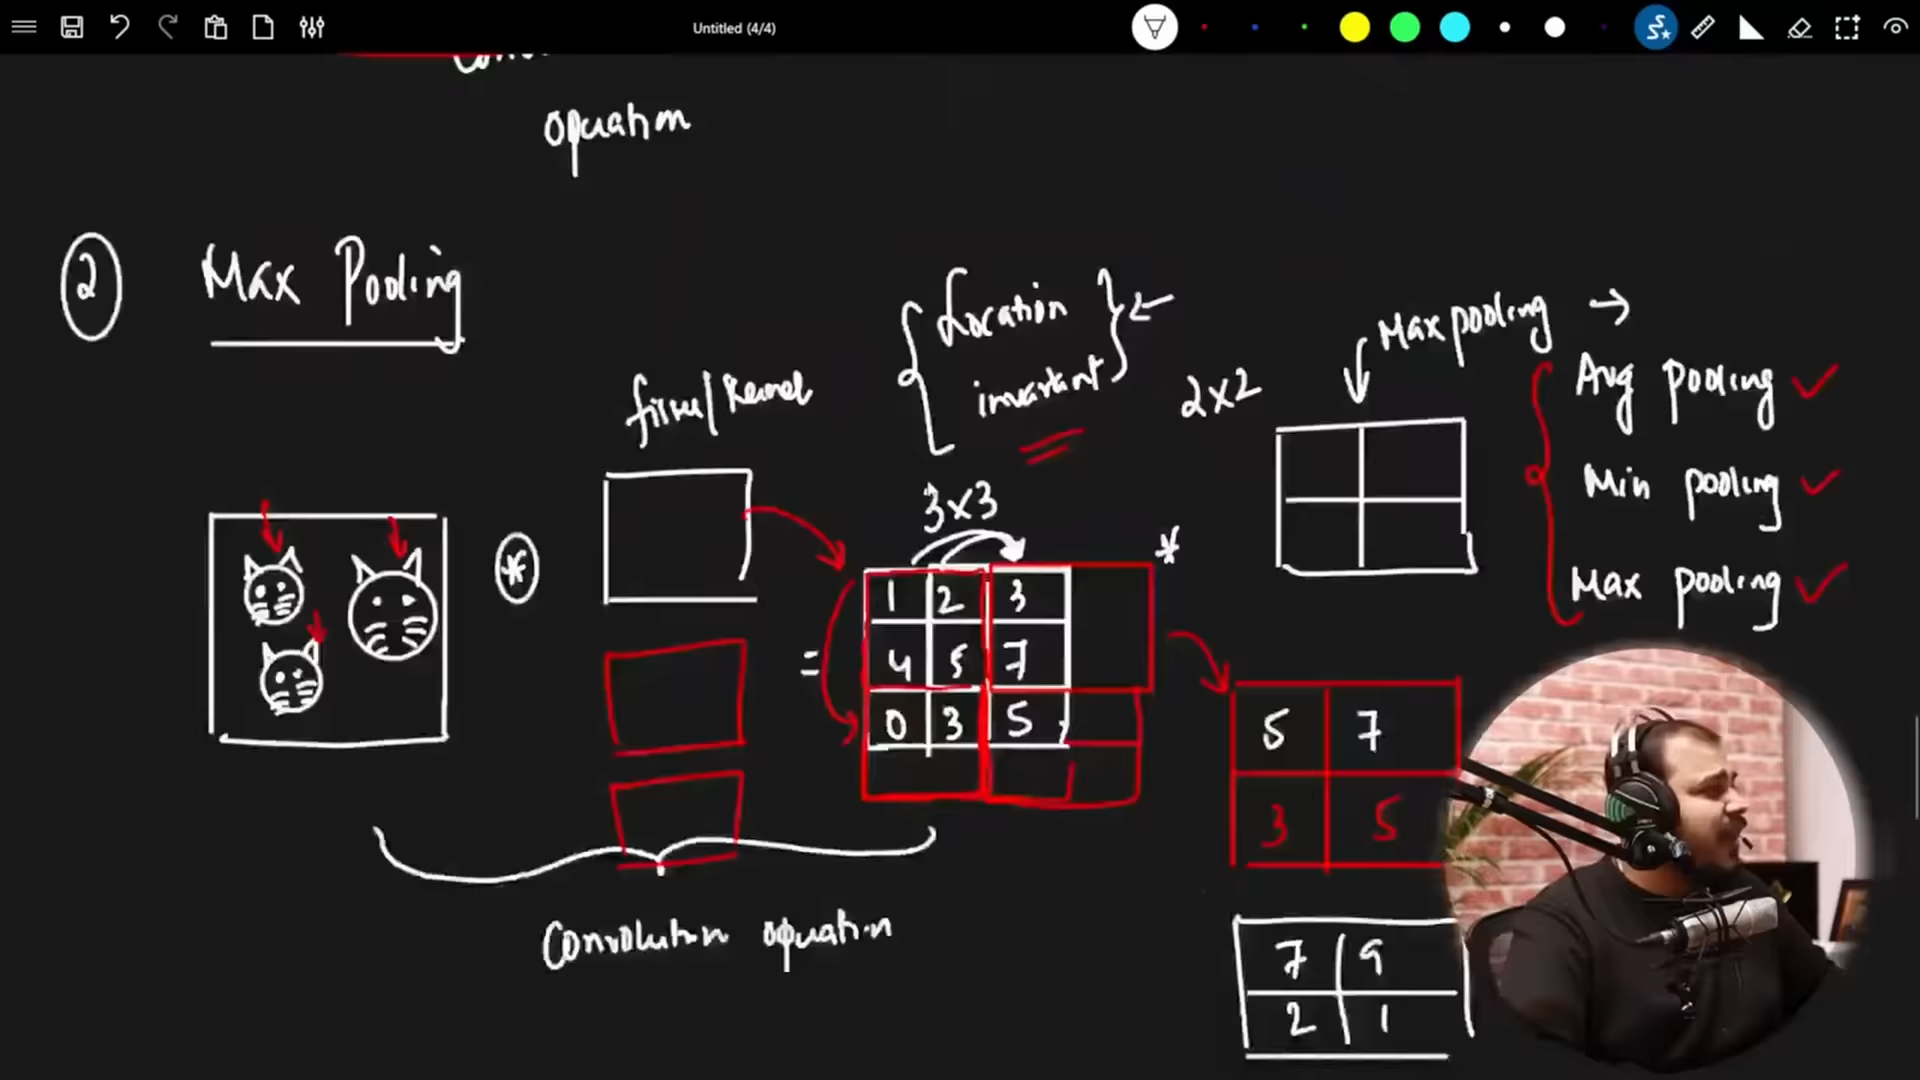 Untitled (4/4)
operation
② Max Pooling
Location
invariant
Max pooling →
Avg pooling ✓
Min pooling ✓
Max pooling ✓
2x2
filter/Kernel
3x3
*
*
=
1 2 3
4 5 7
0 3 5
5 7
3 5
Convolution operation
7 9
2 1